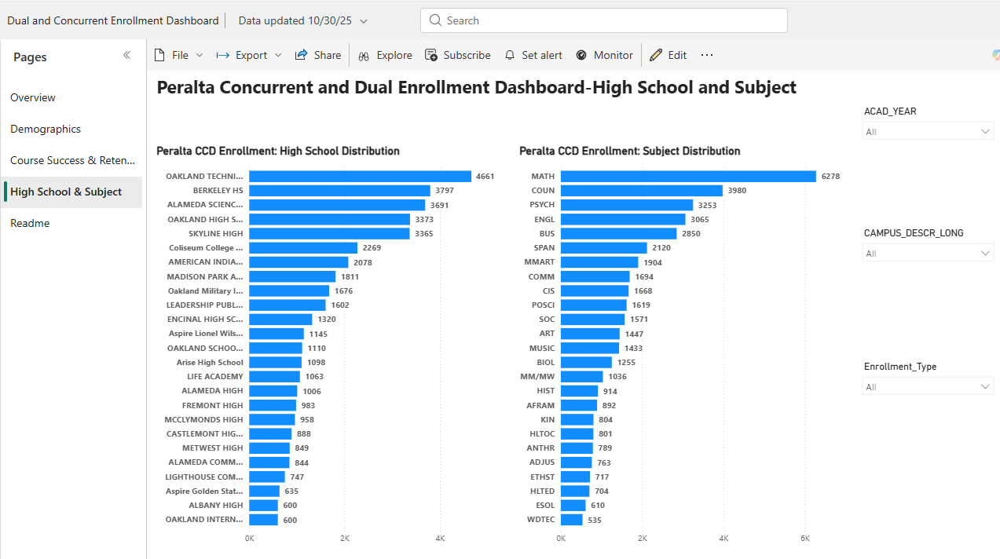 Dual and Concurrent Enrollment Dashboard | Data updated 10/30/25
Search
Pages
File Export Share Explore Subscribe Set alert Monitor Edit ...
Overview
Demographics
Course Success & Reten...
High School & Subject
Readme
Peralta Concurrent and Dual Enrollment Dashboard-High School and Subject
Peralta CCD Enrollment: High School Distribution
OAKLAND TECHNI... 4661
BERKELEY HS 3797
ALAMEDA SCIENC... 3691
OAKLAND HIGH S... 3373
SKYLINE HIGH 3365
Coliseum College ... 2269
AMERICAN INDIA... 2078
MADISON PARK A... 1811
Oakland Military I... 1676
LEADERSHIP PUBL... 1602
ENCINAL HIGH SC... 1320
Aspire Lionel Wils... 1145
OAKLAND SCHOO... 1110
Arise High School 1098
LIFE ACADEMY 1063
ALAMEDA HIGH 1006
FREMONT HIGH 983
MCCLYMONDS HIGH 958
CASTLEMONT HIG... 888
METWEST HIGH 849
ALAMEDA COMM... 844
LIGHTHOUSE COM... 747
Aspire Golden Stat... 635
ALBANY HIGH 600
OAKLAND INTERN... 600
0K 2K 4K
Peralta CCD Enrollment: Subject Distribution
MATH 6278
COUN 3980
PSYCH 3253
ENGL 3065
BUS 2850
SPAN 2120
MMART 1904
COMM 1694
CIS 1668
POSCI 1619
SOC 1571
ART 1447
MUSIC 1433
BIOL 1255
MM/MW 1036
HIST 914
AFRAM 892
KIN 804
HLTOC 801
ANTHR 789
ADJUS 763
ETHST 717
HLTED 704
ESOL 610
WDTEC 535
0K 2K 4K 6K
ACAD_YEAR
All
CAMPUS_DESCR_LONG
All
Enrollment_Type
All